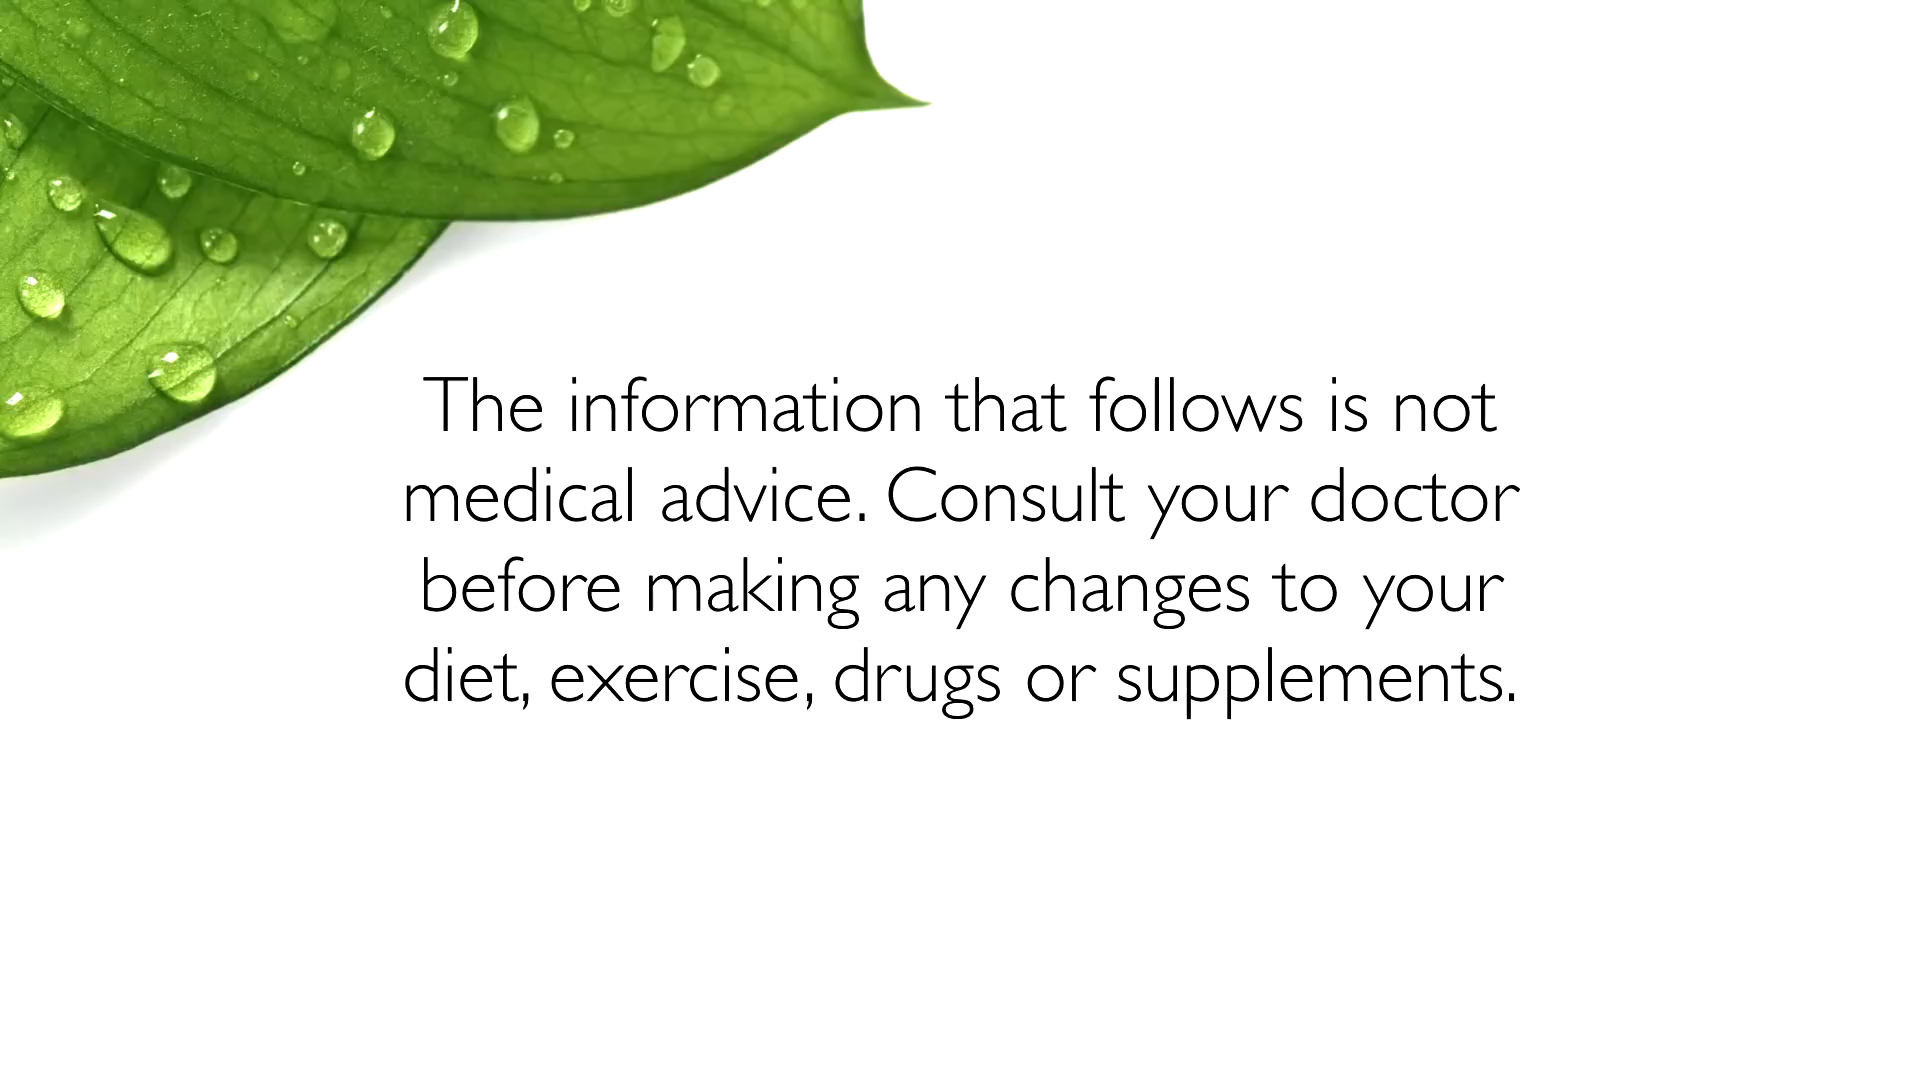 The information that follows is not
medical advice. Consult your doctor
before making any changes to your
diet, exercise, drugs or supplements.